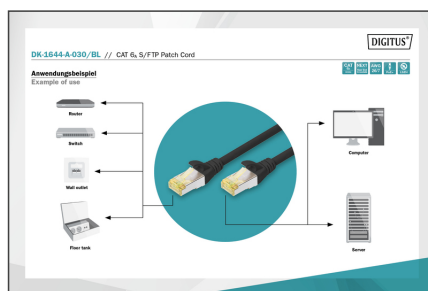 DIGITUS®
DK-1644-A-030/BL // CAT 6A S/FTP Patch Cord
Anwendungsbeispiel
Example of use
Router
Switch
Wall outlet
Floor tank
Computer
Server